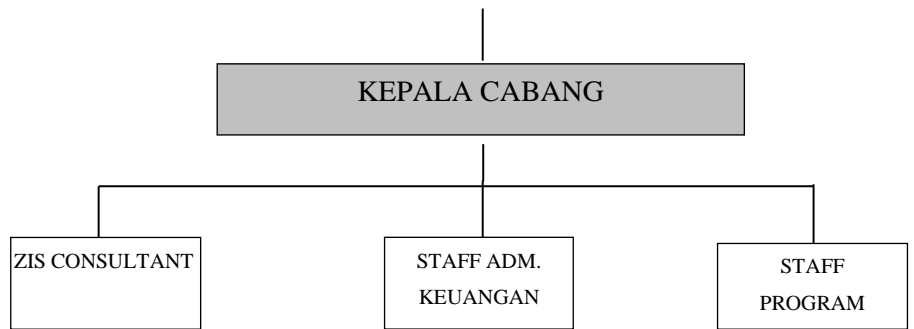 KEPALA CABANG
ZIS CONSULTANT
STAFF ADM.
KEUANGAN
STAFF
PROGRAM